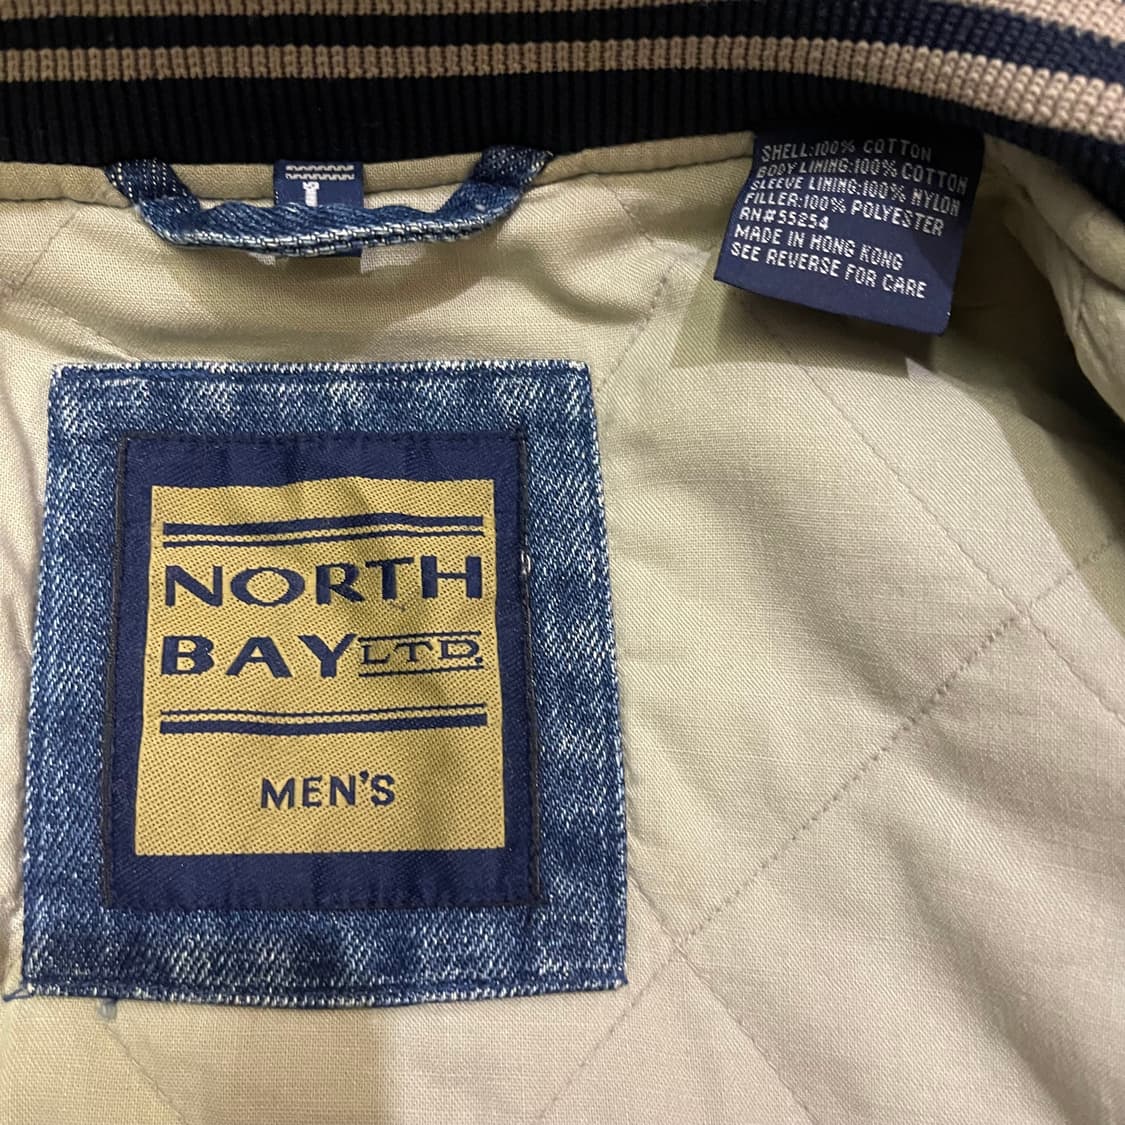 SHELL:100% COTTON
BODY LINING:100% COTTON
SLEEVE LINING:100% NYLON
FILLER:100% POLYESTER
RN#55254
MADE IN HONG KONG
SEE REVERSE FOR CARE
NORTH
BAY LTD.
MEN'S